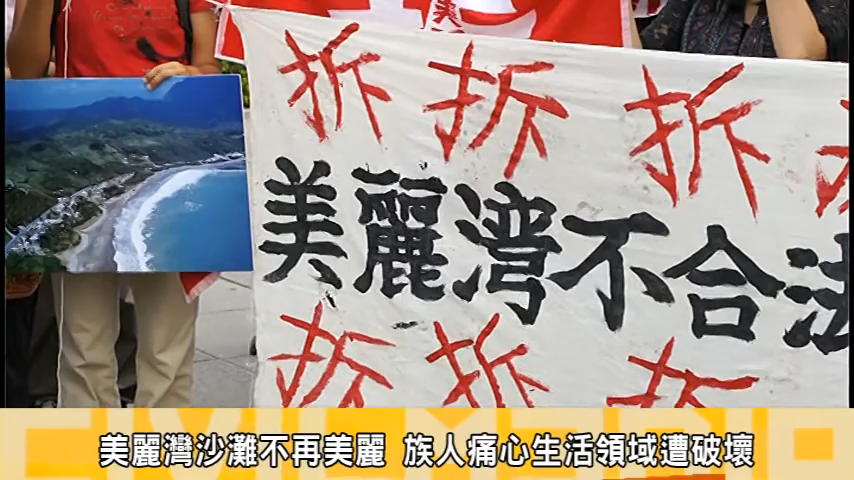 拆 拆 拆
美麗湾不合法
拆 拆 拆
美麗灣沙灘不再美麗 族人痛心生活領域遭破壞